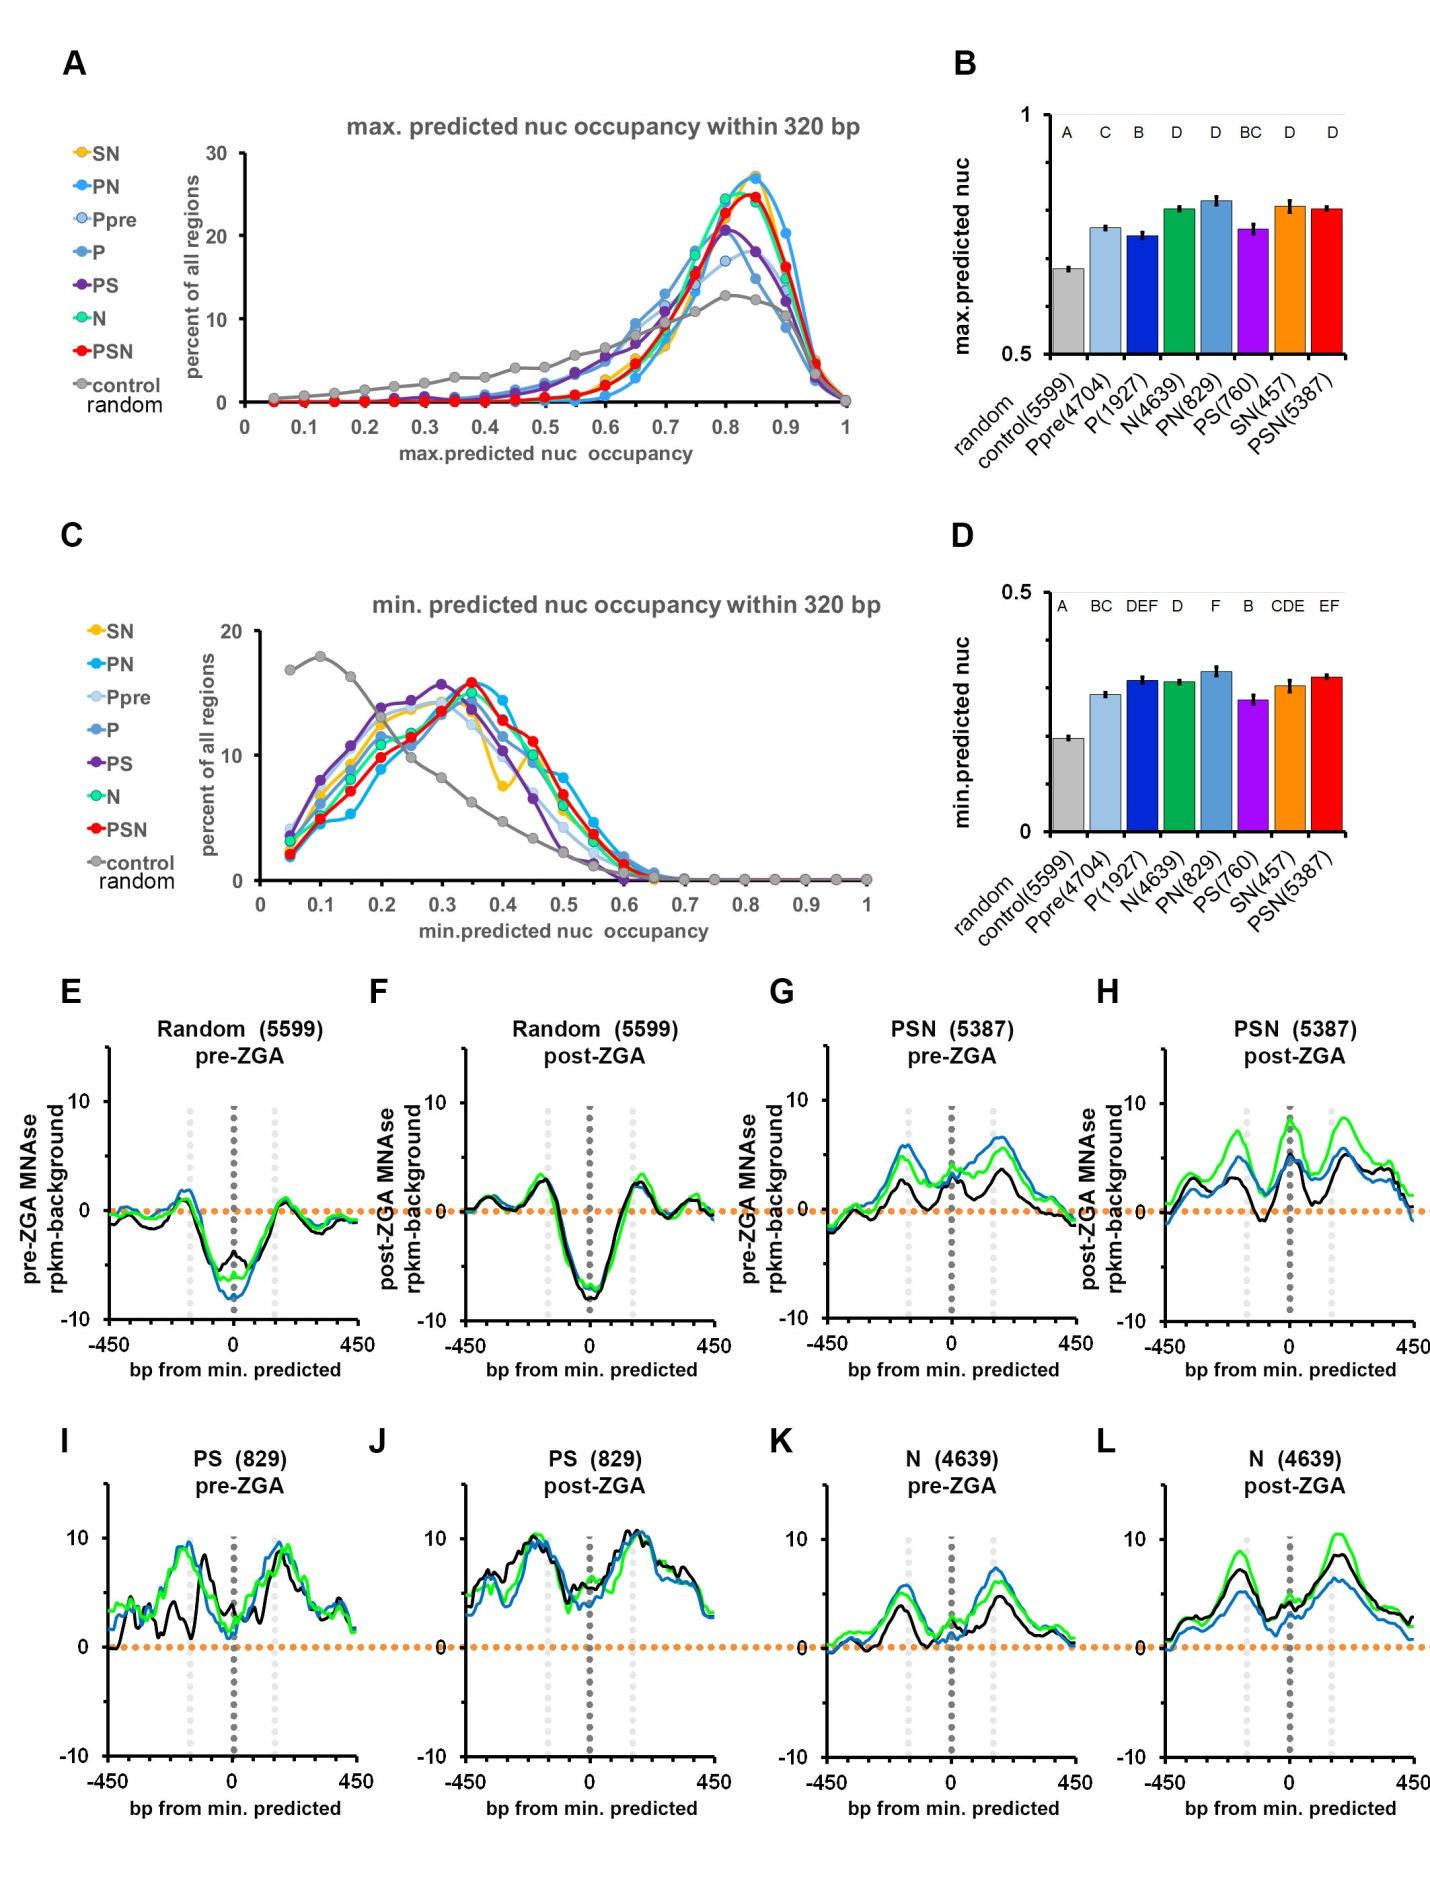 A
max. predicted nuc occupancy within 320 bp
SN
PN
Ppre
P
PS
N
PSN
control
random
percent of all regions
30
20
10
0
0 0.1 0.2 0.3 0.4 0.5 0.6 0.7 0.8 0.9 1
max.predicted nuc occupancy
B
max.predicted nuc
1
0.5
A C B D D BC D D
random
control(5599)
Ppre(4704)
P(1927)
N(4639)
PN(829)
PS(760)
SN(457)
PSN(5387)
C
min. predicted nuc occupancy within 320 bp
SN
PN
Ppre
P
PS
N
PSN
control
random
percent of all regions
20
10
0
0 0.1 0.2 0.3 0.4 0.5 0.6 0.7 0.8 0.9 1
min.predicted nuc occupancy
D
min.predicted nuc
0.5
0
A BC DEF D F B CDE EF
random
control(5599)
Ppre(4704)
P(1927)
N(4639)
PN(829)
PS(760)
SN(457)
PSN(5387)
E
Random (5599)
pre-ZGA
pre-ZGA MNAse
rpkm-background
10
0
-10
-450 0 450
bp from min. predicted
F
Random (5599)
post-ZGA
post-ZGA MNAse
rpkm-background
10
0
-10
-450 0 450
bp from min. predicted
G
PSN (5387)
pre-ZGA
pre-ZGA MNAse
rpkm-background
10
0
-10
-450 0 450
bp from min. predicted
H
PSN (5387)
post-ZGA
post-ZGA MNAse
rpkm-background
10
0
-10
-450 0 450
bp from min. predicted
I
PS (829)
pre-ZGA
10
0
-10
-450 0 450
bp from min. predicted
J
PS (829)
post-ZGA
10
0
-10
-450 0 450
bp from min. predicted
K
N (4639)
pre-ZGA
10
0
-10
-450 0 450
bp from min. predicted
L
N (4639)
post-ZGA
10
0
-10
-450 0 450
bp from min. predicted